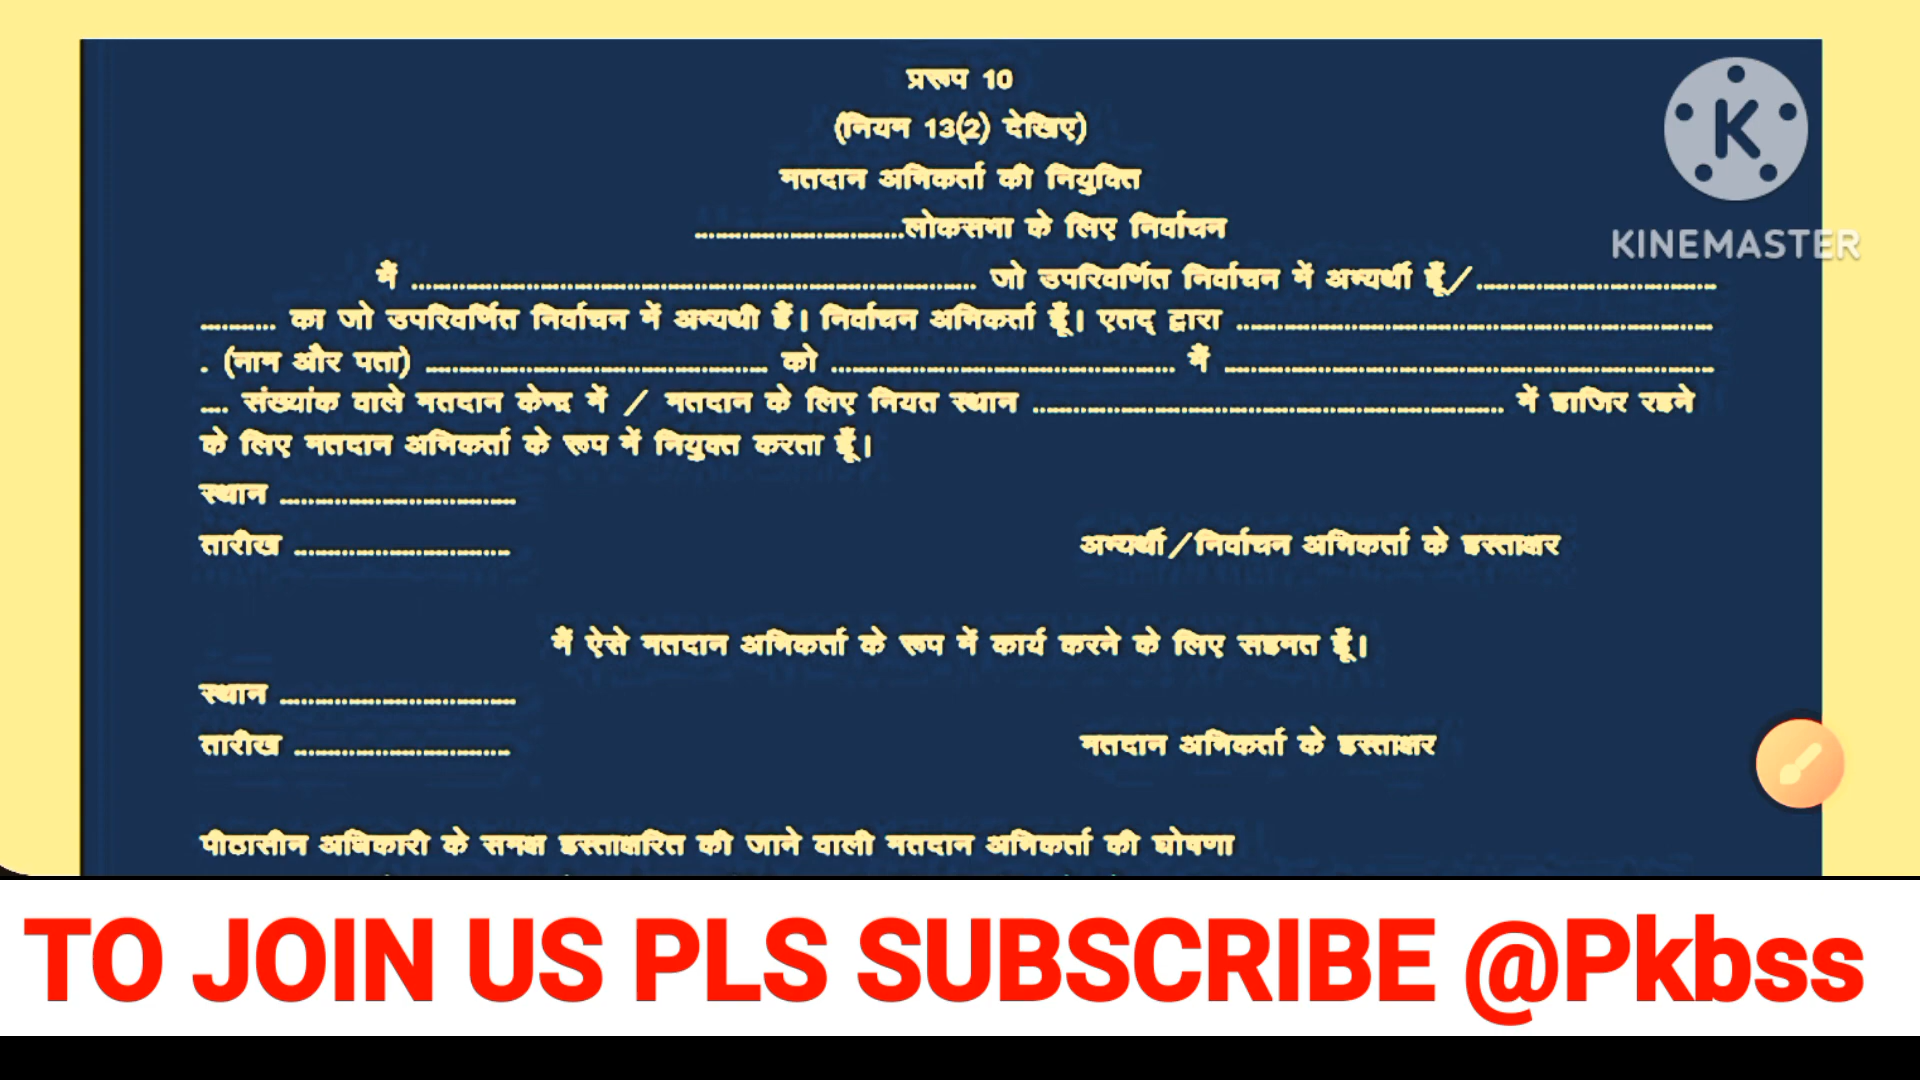 प्ररूप 10
(नियम 13(2) देखिए)
मतदान अभिकर्ता की नियुक्ति
..............................लोकसभा के लिए निर्वाचन
मैं .................................................................................... जो उपरिवर्णित निर्वाचन में अभ्यर्थी हूँ/...................................
........... का जो उपरिवर्णित निर्वाचन में अभ्यथी हैं। निर्वाचन अभिकर्ता हूँ। एतद् द्वारा ......................................................................
. (नाम और पता) .................................................. को .................................................. मैं ........................................................................
.... संख्यांक वाले मतदान केन्द्र में / मतदान के लिए नियत स्थान ..................................................................... में हाजिर रहने
के लिए मतदान अभिकर्ता के रूप में नियुक्त करता हूँ।
स्थान ..................................
तारीख ............................... अभ्यर्थी/निर्वाचन अभिकर्ता के हस्ताक्षर
मैं ऐसे मतदान अभिकर्ता के रूप में कार्य करने के लिए सहमत हूँ।
स्थान ..................................
तारीख ............................... मतदान अभिकर्ता के हस्ताक्षर
पीठासीन अधिकारी के समक्ष हस्ताक्षरित की जाने वाली मतदान अभिकर्ता की घोषणा
K
KINEMASTER
TO JOIN US PLS SUBSCRIBE @Pkbss